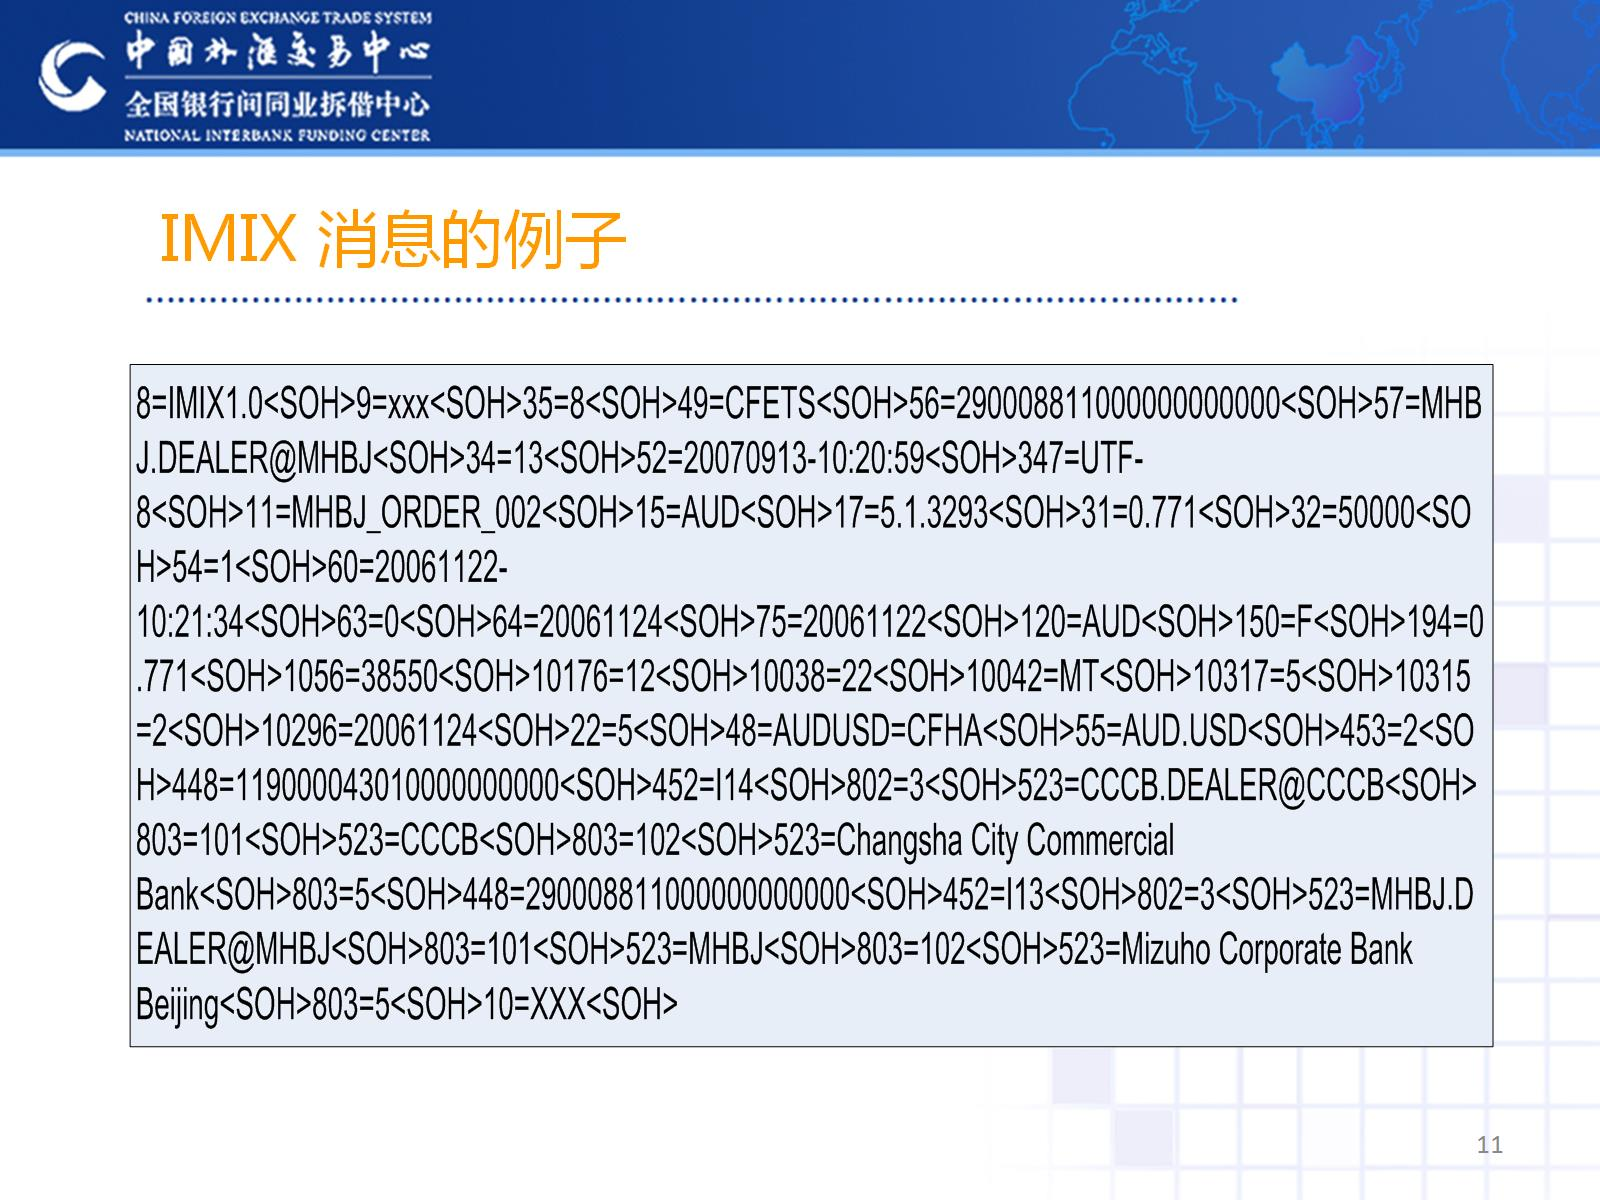 CHINA FOREIGN EXCHANGE TRADE SYSTEM
中国外汇交易中心
全国银行间同业拆借中心
NATIONAL INTERBANK FUNDING CENTER
IMIX 消息的例子
8=IMIX1.0<SOH>9=xxx<SOH>35=8<SOH>49=CFETS<SOH>56=290008811000000000000<SOH>57=MHB
J.DEALER@MHBJ<SOH>34=13<SOH>52=20070913-10:20:59<SOH>347=UTF-
8<SOH>11=MHBJ_ORDER_002<SOH>15=AUD<SOH>17=5.1.3293<SOH>31=0.771<SOH>32=50000<SO
H>54=1<SOH>60=20061122-
10:21:34<SOH>63=0<SOH>64=20061124<SOH>75=20061122<SOH>120=AUD<SOH>150=F<SOH>194=0
.771<SOH>1056=38550<SOH>10176=12<SOH>10038=22<SOH>10042=MT<SOH>10317=5<SOH>10315
=2<SOH>10296=20061124<SOH>22=5<SOH>48=AUDUSD=CFHA<SOH>55=AUD.USD<SOH>453=2<SO
H>448=119000043010000000000<SOH>452=I14<SOH>802=3<SOH>523=CCCB.DEALER@CCCB<SOH>
803=101<SOH>523=CCCB<SOH>803=102<SOH>523=Changsha City Commercial
Bank<SOH>803=5<SOH>448=290008811000000000000<SOH>452=I13<SOH>802=3<SOH>523=MHBJ.D
EALER@MHBJ<SOH>803=101<SOH>523=MHBJ<SOH>803=102<SOH>523=Mizuho Corporate Bank
Beijing<SOH>803=5<SOH>10=XXX<SOH>
11